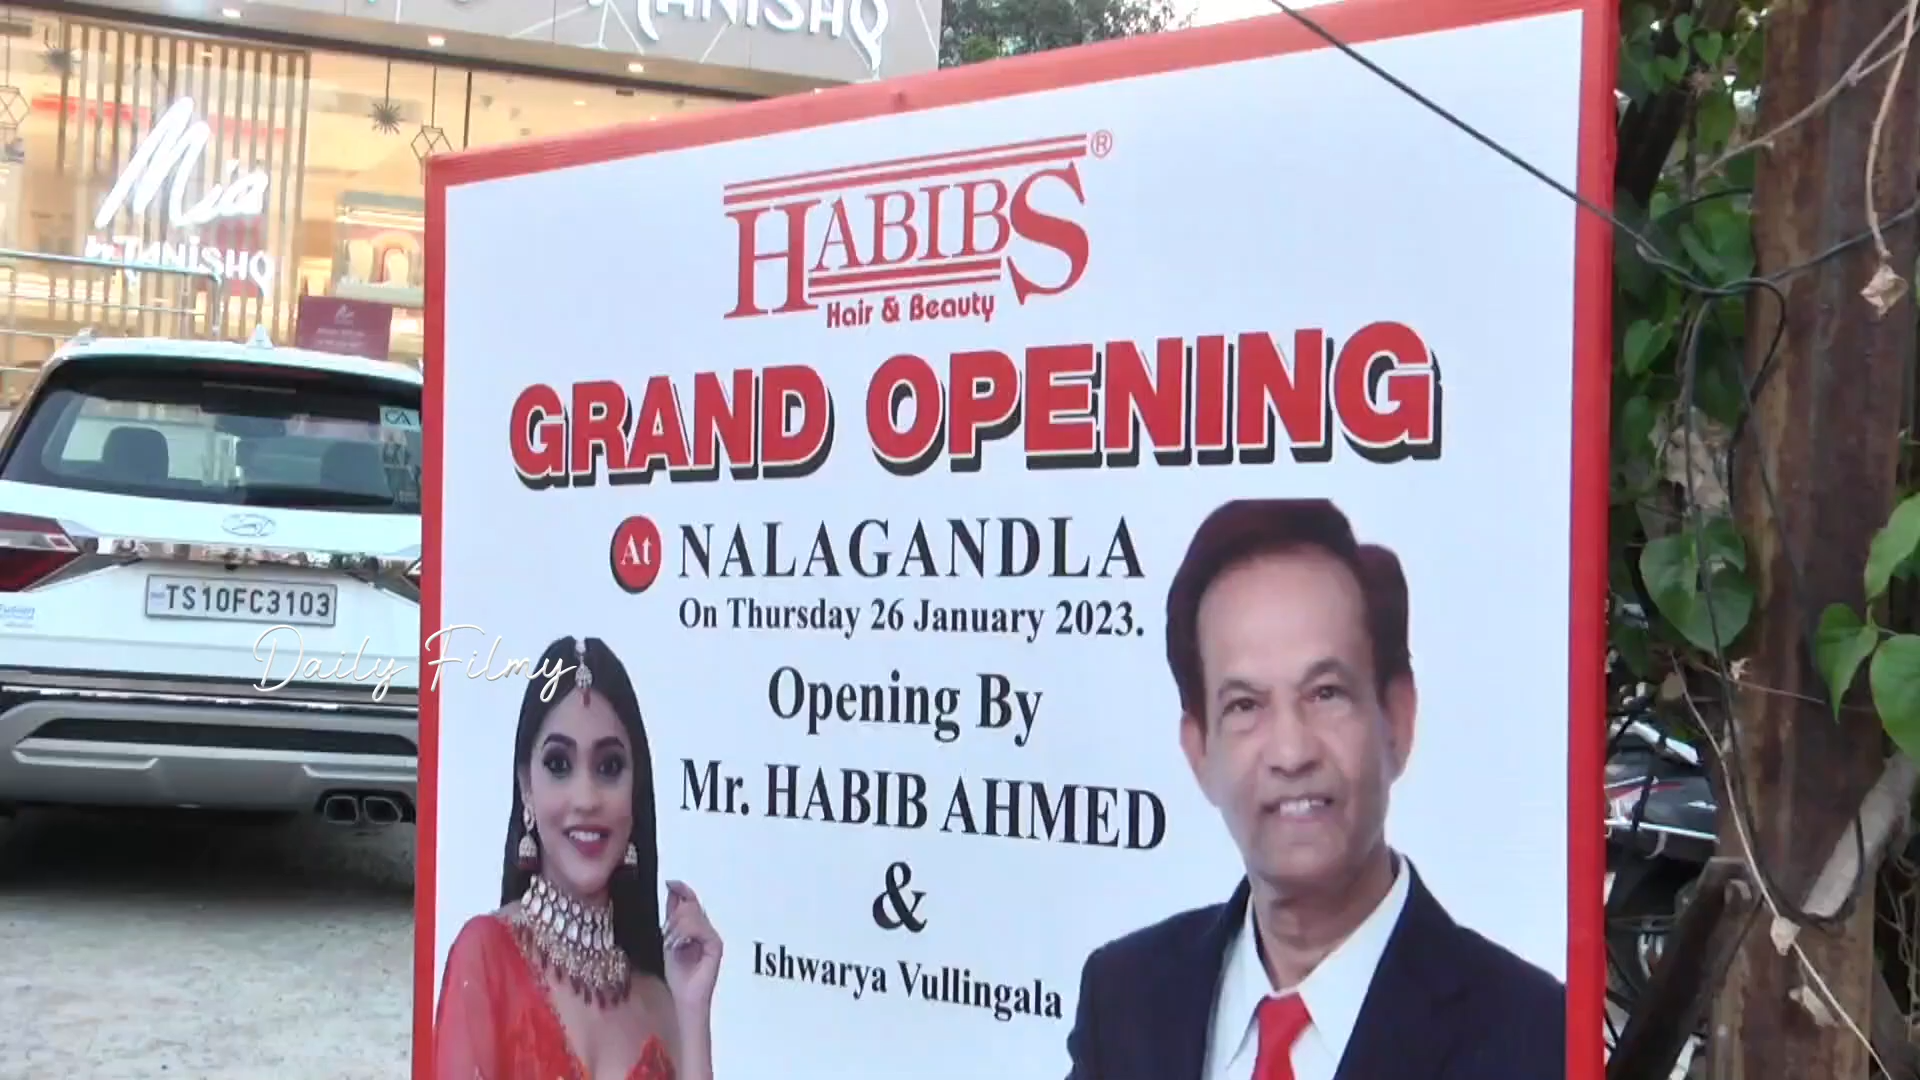 TANISHQ
Mia
BY TANISHQ
HABIBS®
Hair & Beauty
GRAND OPENING
At NALAGANDLA
On Thursday 26 January 2023.
Opening By
Mr. HABIB AHMED
&
Ishwarya Vullingala
TS10FC3103
Daily Filmy